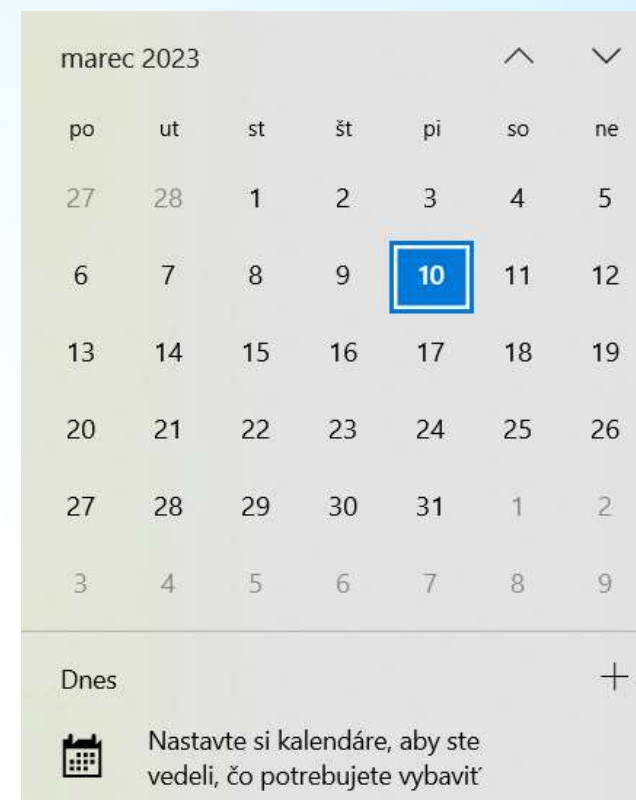 marec 2023
po ut st št pi so ne
27 28 1 2 3 4 5
6 7 8 9 10 11 12
13 14 15 16 17 18 19
20 21 22 23 24 25 26
27 28 29 30 31 1 2
3 4 5 6 7 8 9
Dnes
Nastavte si kalendáre, aby ste
vedeli, čo potrebujete vybaviť